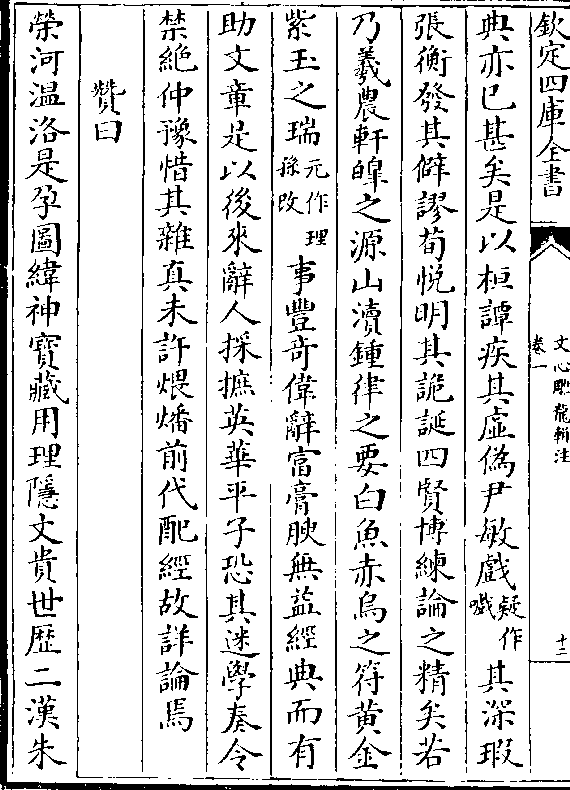 欽定四庫全書
文心雕龍輯注
卷一
十二
典亦已甚矣是以桓譚疾其虛偽尹敏戲疑作嘰其深瑕
張衡發其僻謬荀悦明其詭誕四賢博練論之精矣若
乃羲農軒皥之源山瀆鍾律之要白魚赤烏之符黄金
紫玉之瑞元作理孫改事豐竒偉辭富膏腴無益經典而有
助文章是以後來辭人採摭英華平子恐其迷學奏令
禁絶仲豫惜其雜真未許煨燔前代配經故詳論焉
贊曰
榮河温洛是孕圖緯神寶藏用理隱文貴世歴二漢朱